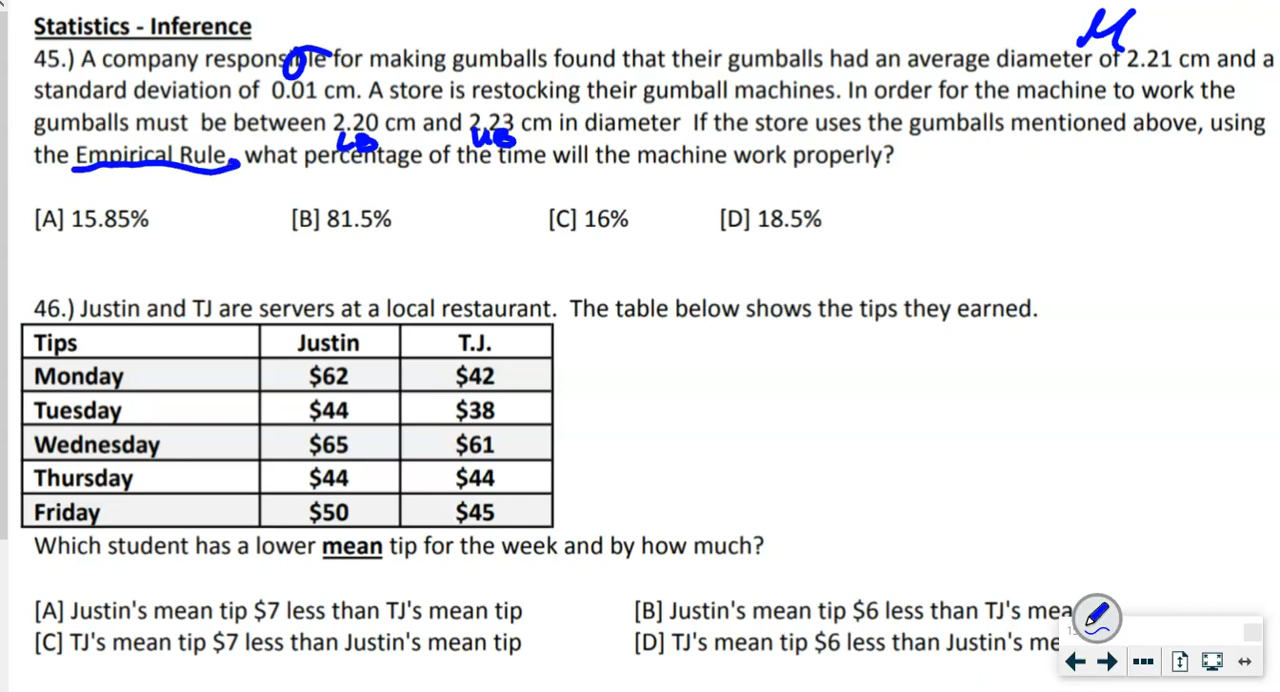 Statistics - Inference
μ
45.) A company responsible for making gumballs found that their gumballs had an average diameter of 2.21 cm and a
σ
standard deviation of 0.01 cm. A store is restocking their gumball machines. In order for the machine to work the
gumballs must be between 2.20 cm and 2.23 cm in diameter If the store uses the gumballs mentioned above, using
LB UB
the Empirical Rule, what percentage of the time will the machine work properly?
[A] 15.85% [B] 81.5% [C] 16% [D] 18.5%
46.) Justin and TJ are servers at a local restaurant. The table below shows the tips they earned.
Tips Justin T.J.
Monday $62 $42
Tuesday $44 $38
Wednesday $65 $61
Thursday $44 $44
Friday $50 $45
Which student has a lower mean tip for the week and by how much?
[A] Justin's mean tip $7 less than TJ's mean tip [B] Justin's mean tip $6 less than TJ's mea
[C] TJ's mean tip $7 less than Justin's mean tip [D] TJ's mean tip $6 less than Justin's me